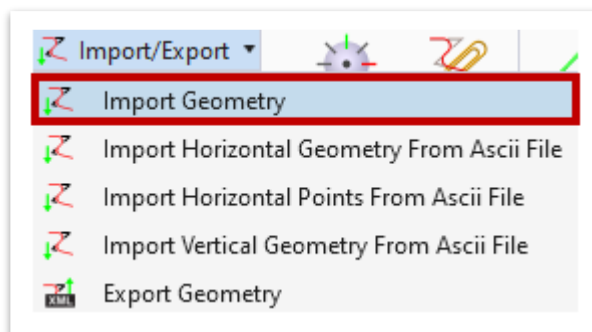 Import/Export
Import Geometry
Import Horizontal Geometry From Ascii File
Import Horizontal Points From Ascii File
Import Vertical Geometry From Ascii File
XML Export Geometry